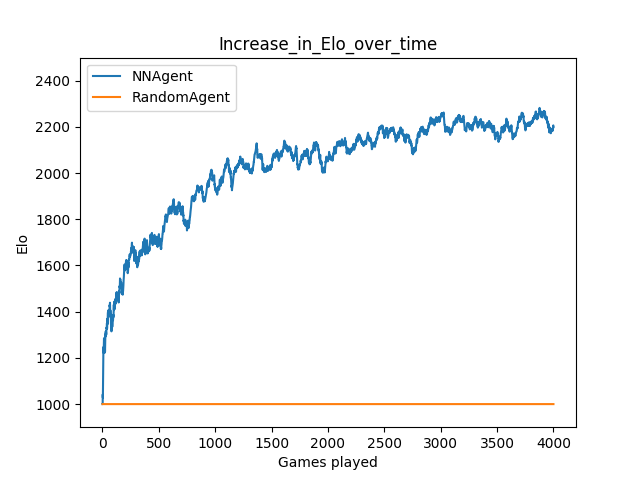 Increase_in_Elo_over_time
NNAgent
RandomAgent
2400
2200
2000
1800
1600
1400
1200
1000
Elo
0 500 1000 1500 2000 2500 3000 3500 4000
Games played